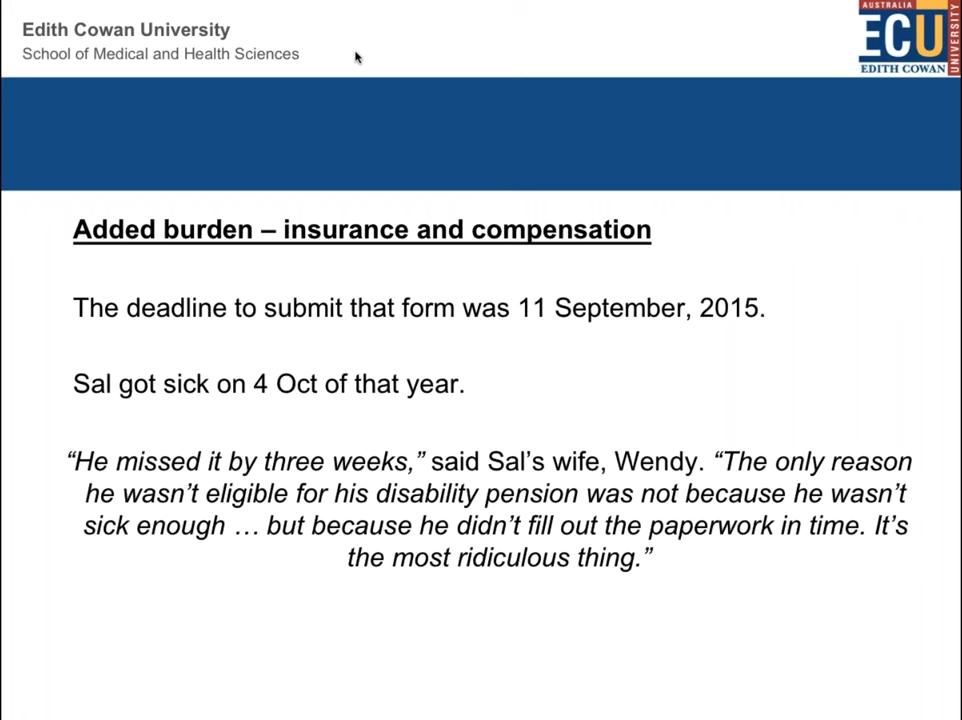 Edith Cowan University
School of Medical and Health Sciences
AUSTRALIA
ECU
EDITH COWAN
UNIVERSITY
Added burden – insurance and compensation
The deadline to submit that form was 11 September, 2015.
Sal got sick on 4 Oct of that year.
“He missed it by three weeks,” said Sal’s wife, Wendy. “The only reason
he wasn’t eligible for his disability pension was not because he wasn’t
sick enough … but because he didn’t fill out the paperwork in time. It’s
the most ridiculous thing.”